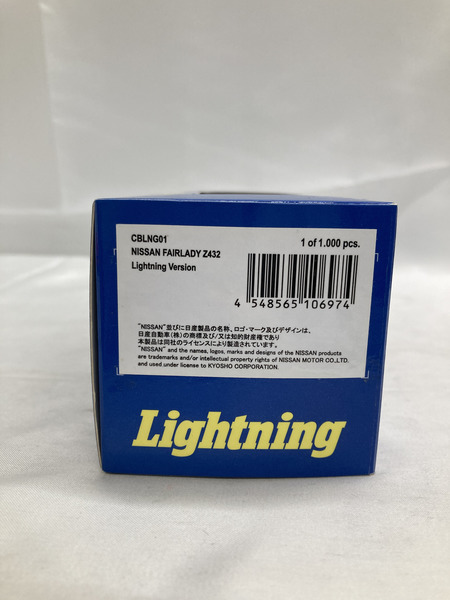 CBLNG01
1 of 1.000 pcs.
NISSAN FAIRLADY Z432
Lightning Version
4 548565 106974
"NISSAN"並びに日産製品の名称、ロゴ・マーク及びデザインは、
日産自動車(株)の商標及び/又は知的財産権であり
本製品は同社のライセンスにより製造されています。
"NISSAN" and the names, logos, marks and designs of the NISSAN products
are trademarks and/or intellectual property rights of NISSAN MOTOR CO.,LTD.
and used under license to KYOSHO CORPORATION.
Lightning